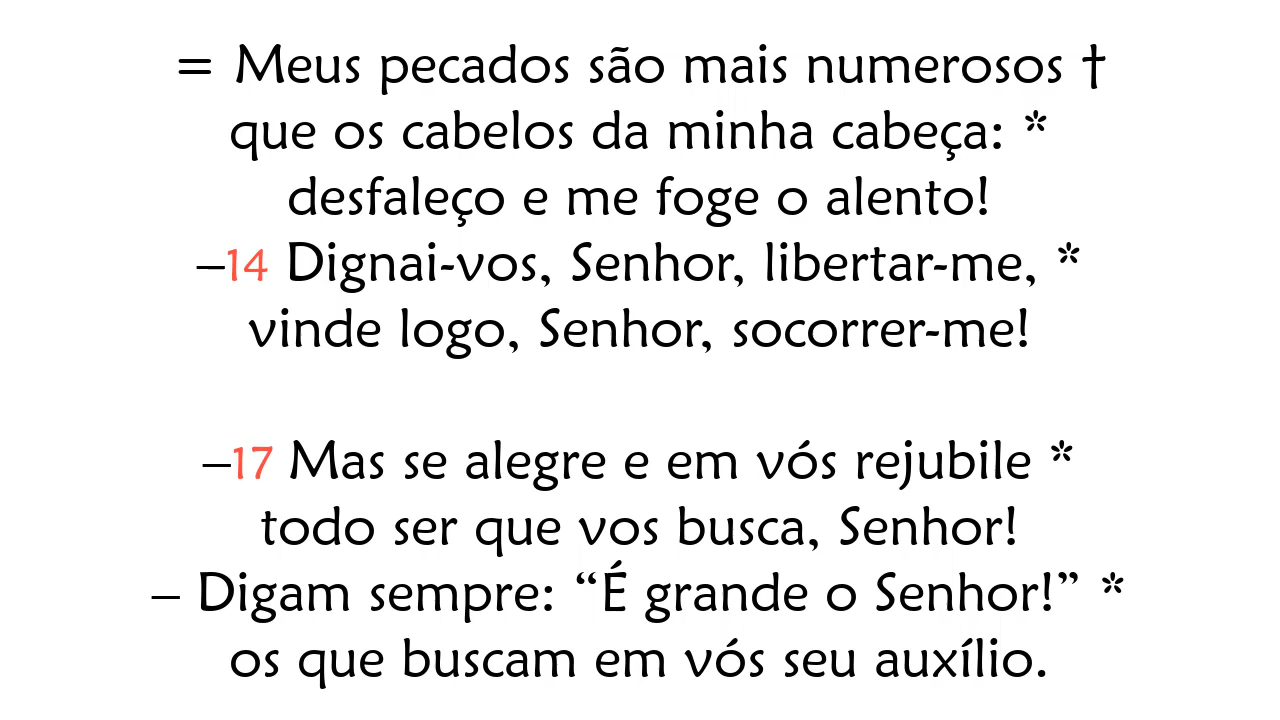 = Meus pecados são mais numerosos †
que os cabelos da minha cabeça: *
desfaleço e me foge o alento!
–14 Dignai-vos, Senhor, libertar-me, *
vinde logo, Senhor, socorrer-me!
–17 Mas se alegre e em vós rejubile *
todo ser que vos busca, Senhor!
– Digam sempre: “É grande o Senhor!” *
os que buscam em vós seu auxílio.